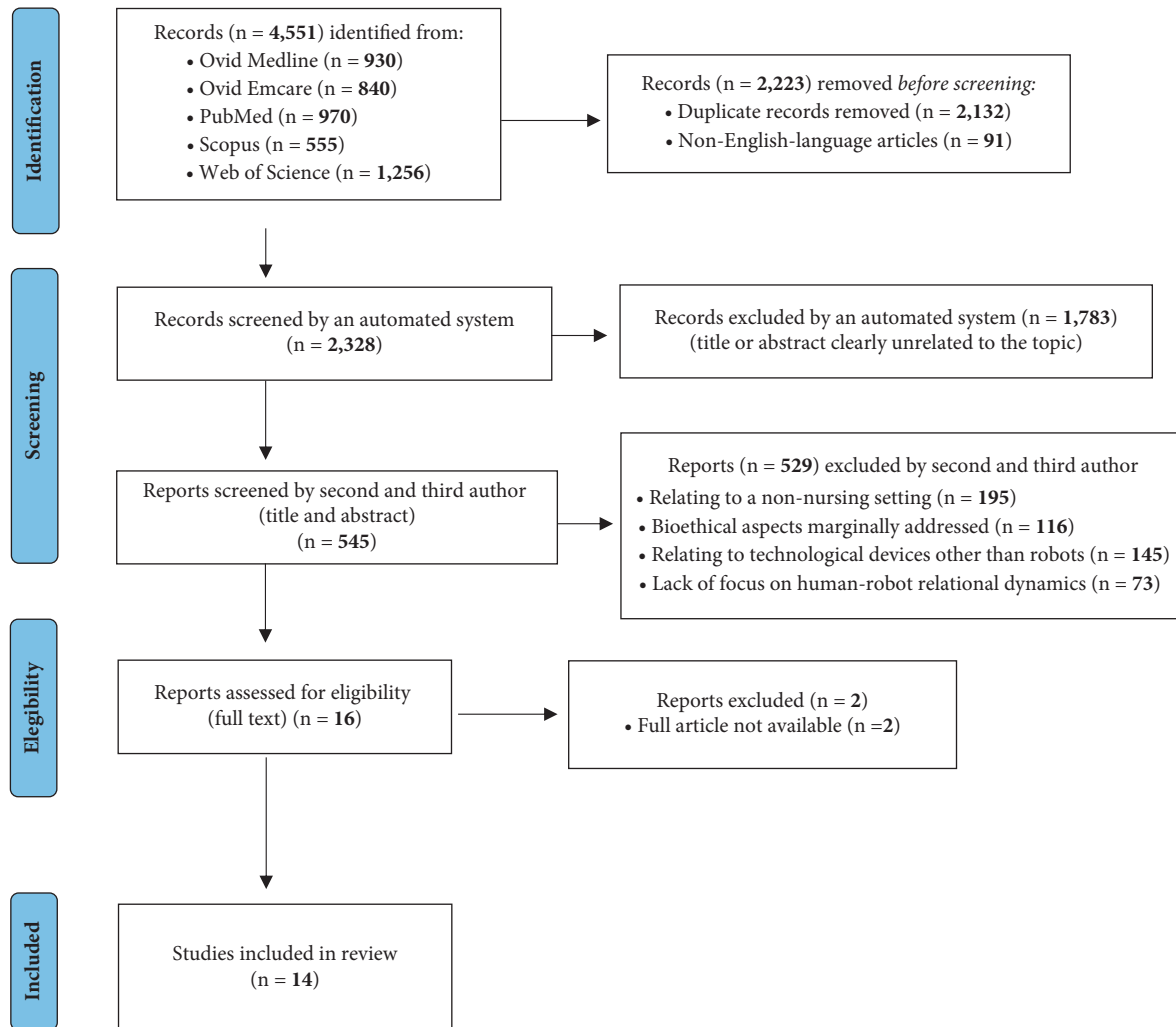 Identification
Records (n = 4,551) identified from:
• Ovid Medline (n = 930)
• Ovid Emcare (n = 840)
• PubMed (n = 970)
• Scopus (n = 555)
• Web of Science (n = 1,256)
Records (n = 2,223) removed before screening:
• Duplicate records removed (n = 2,132)
• Non-English-language articles (n = 91)
Screening
Records screened by an automated system
(n = 2,328)
Records excluded by an automated system (n = 1,783)
(title or abstract clearly unrelated to the topic)
Reports screened by second and third author
(title and abstract)
(n = 545)
Reports (n = 529) excluded by second and third author
• Relating to a non-nursing setting (n = 195)
• Bioethical aspects marginally addressed (n = 116)
• Relating to technological devices other than robots (n = 145)
• Lack of focus on human-robot relational dynamics (n = 73)
Elegibility
Reports assessed for eligibility
(full text) (n = 16)
Reports excluded (n = 2)
• Full article not available (n =2)
Included
Studies included in review
(n = 14)